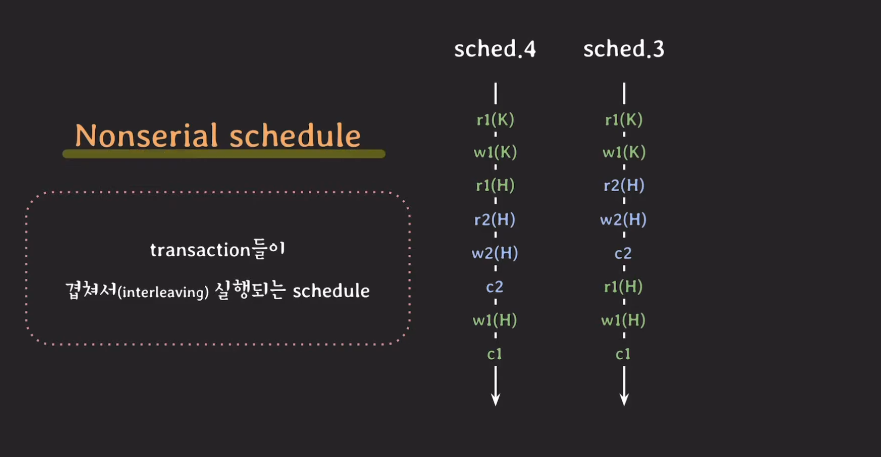 Nonserial schedule
transaction들이
겹쳐서(interleaving) 실행되는 schedule
sched.4
r1(K)
w1(K)
r1(H)
r2(H)
w2(H)
c2
w1(H)
c1
sched.3
r1(K)
w1(K)
r2(H)
w2(H)
c2
r1(H)
w1(H)
c1